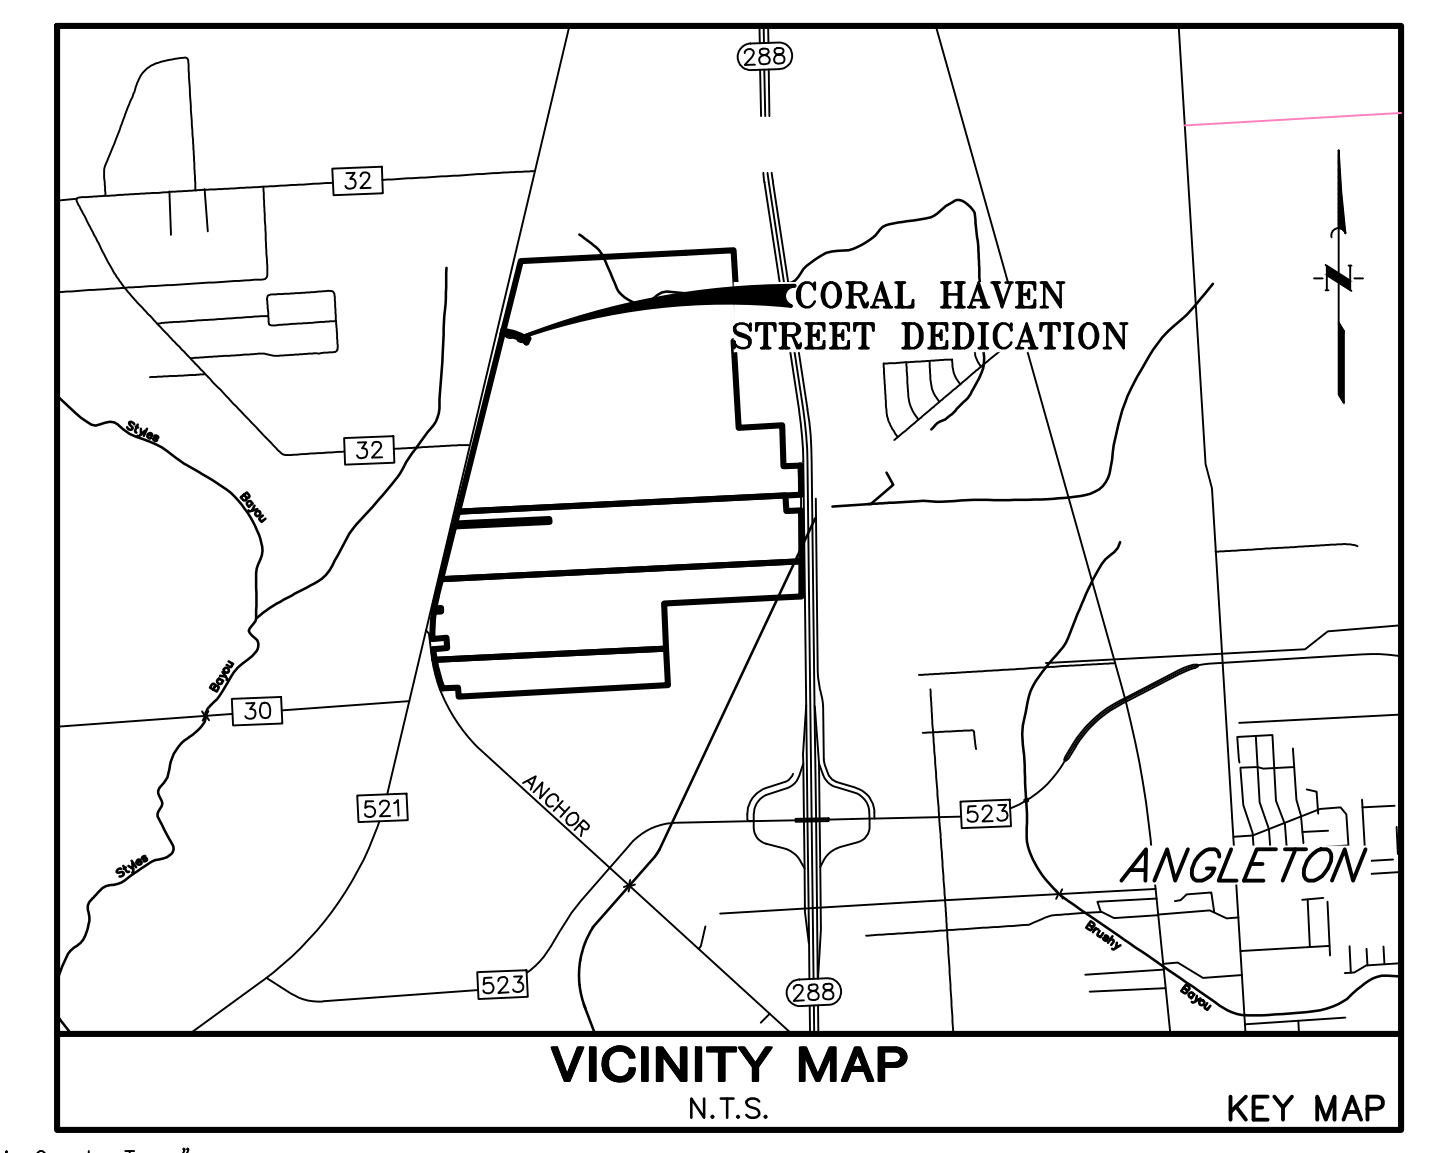 288
32
CORAL HAVEN
STREET DEDICATION
N
32
Styles
Bayou
Bayou
30
521
ANCHOR
523
Styles
ANGLETON
Brushy
523
288
Bayou
VICINITY MAP
N.T.S.
KEY MAP